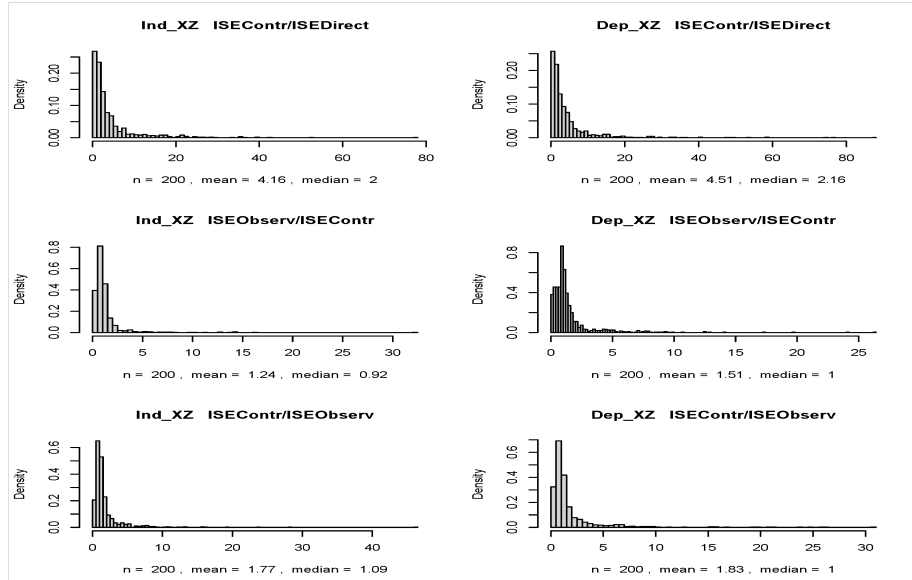 Ind_XZ ISEContr/ISEDirect
Density
0.00 0.10 0.20
0 20 40 60 80
n = 200 , mean = 4.16 , median = 2
Dep_XZ ISEContr/ISEDirect
Density
0.00 0.10 0.20
0 20 40 60 80
n = 200 , mean = 4.51 , median = 2.16
Ind_XZ ISEObserv/ISEContr
Density
0.0 0.2 0.4 0.6 0.8
0 5 10 15 20 25 30
n = 200 , mean = 1.24 , median = 0.92
Dep_XZ ISEObserv/ISEContr
Density
0.0 0.4 0.8
0 5 10 15 20 25
n = 200 , mean = 1.51 , median = 1
Ind_XZ ISEContr/ISEObserv
Density
0.0 0.2 0.4 0.6
0 10 20 30 40
n = 200 , mean = 1.77 , median = 1.09
Dep_XZ ISEContr/ISEObserv
Density
0.0 0.2 0.4 0.6
0 5 10 15 20 25 30
n = 200 , mean = 1.83 , median = 1